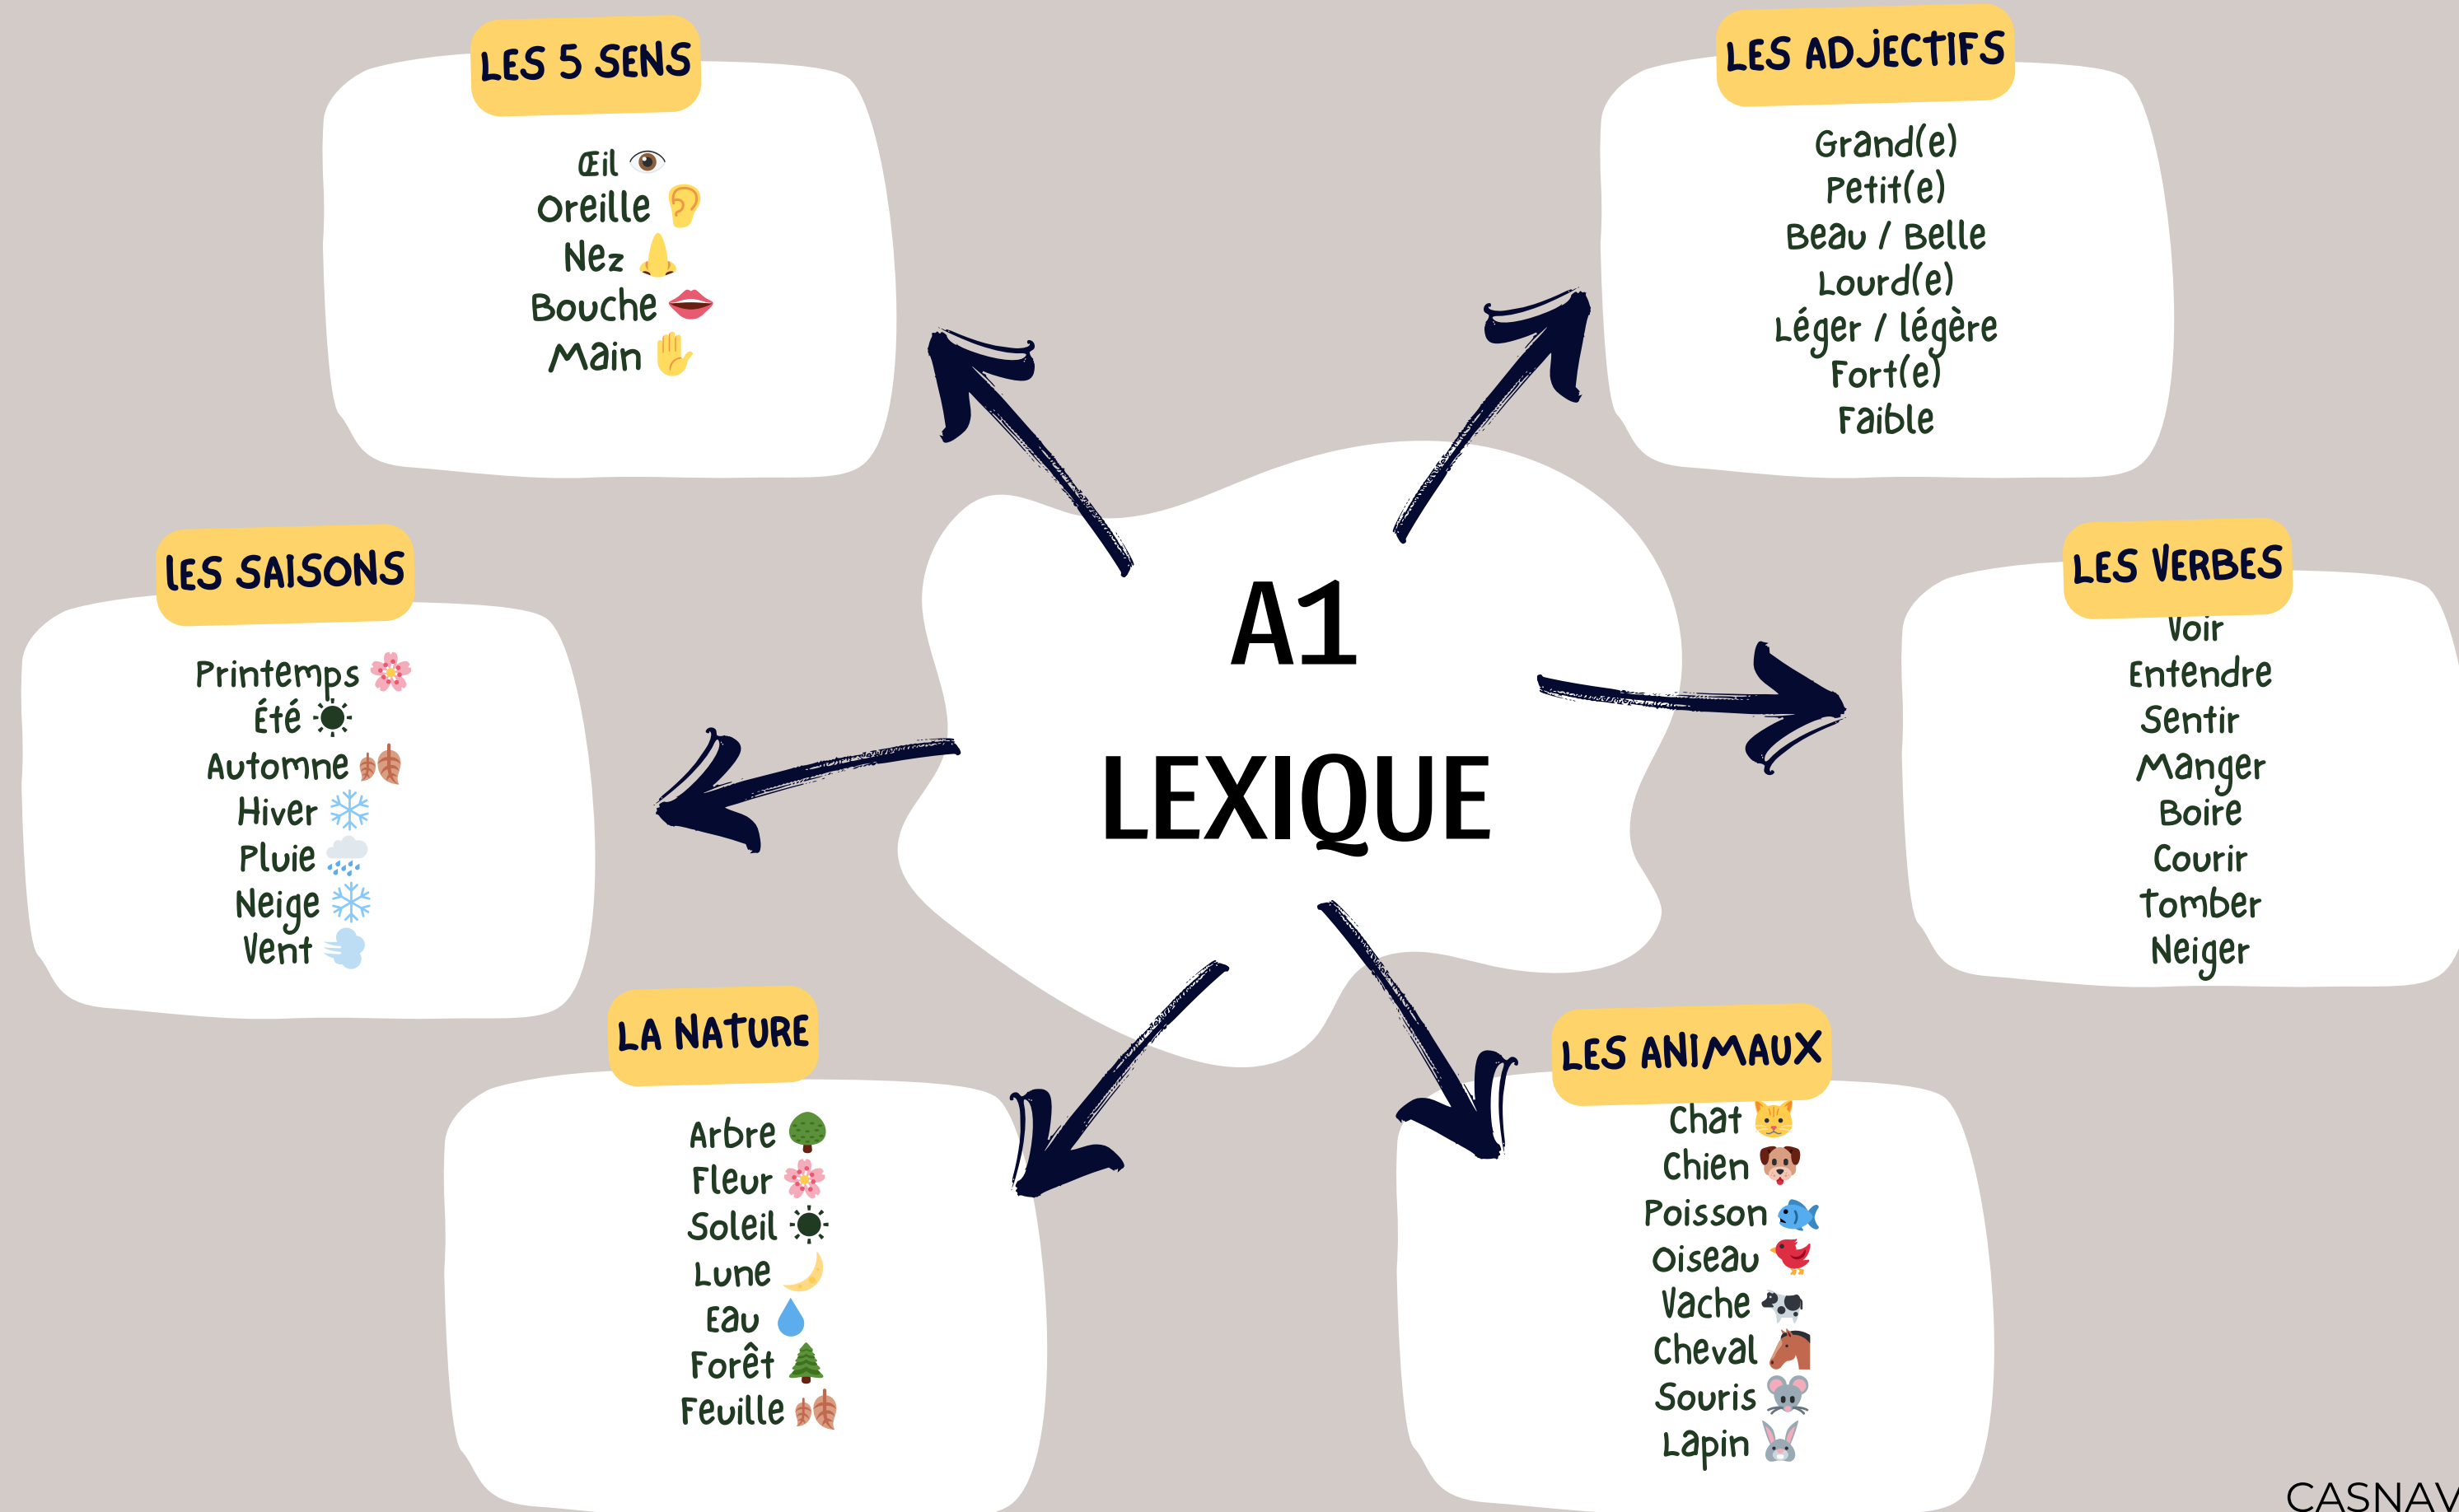 LES 5 SENS
Œil
Oreille
Nez
Bouche
Main
LES ADJECTIFS
Grand(e)
Petit(e)
Beau / Belle
Lourd(e)
Léger / légère
Fort(e)
Faible
lES SAISONS
Printemps
Été
Automne
Hiver
Pluie
Neige
Vent
A1
LEXIQUE
LES VERBES
Voir
Entendre
Sentir
Manger
Boire
Courir
Tomber
Neiger
LA NATURE
Arbre
Fleur
Soleil
Lune
Eau
Forêt
Feuille
LES ANIMAUX
Chat
Chien
Poisson
Oiseau
Vache
Cheval
Souris
Lapin
CASNAV